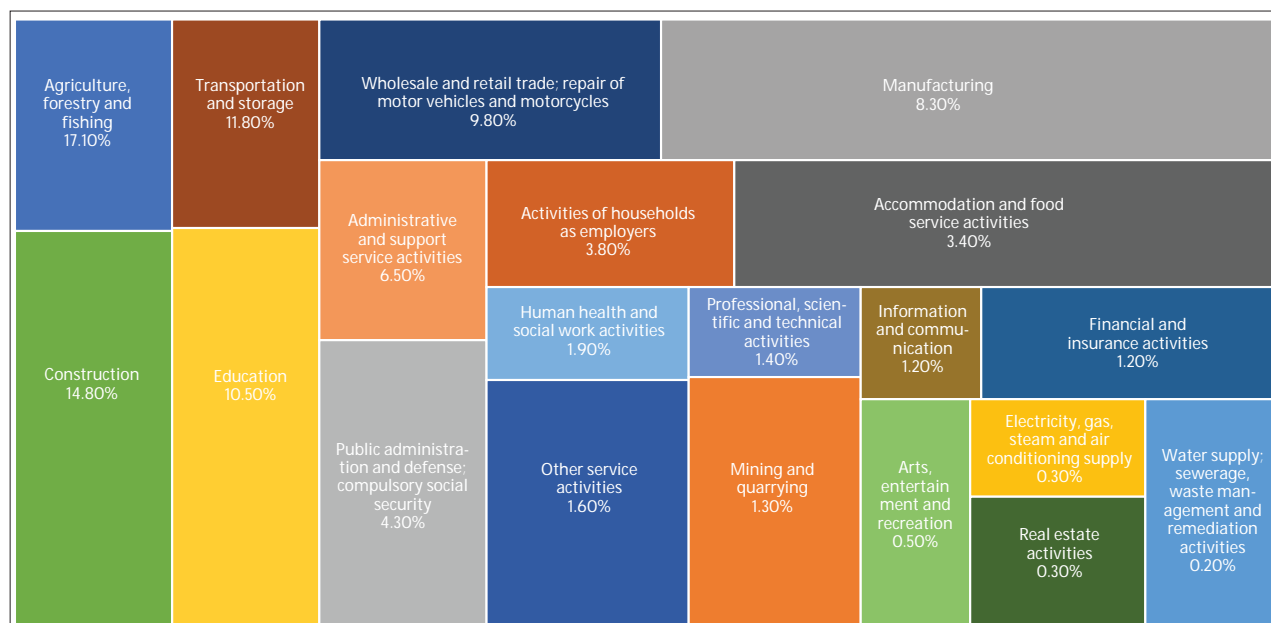 Agriculture,
forestry and
fishing
17.10%
Transportation
and storage
11.80%
Wholesale and retail trade; repair of
motor vehicles and motorcycles
9.80%
Manufacturing
8.30%
Administrative
and support
service activities
6.50%
Activities of households
as employers
3.80%
Accommodation and food
service activities
3.40%
Human health and
social work activities
1.90%
Professional, scien-
tific and technical
activities
1.40%
Information
and commu-
nication
1.20%
Financial and
insurance activities
1.20%
Construction
14.80%
Education
10.50%
Public administra-
tion and defense;
compulsory social
security
4.30%
Other service
activities
1.60%
Mining and
quarrying
1.30%
Arts,
entertain
ment and
recreation
0.50%
Electricity, gas,
steam and air
conditioning supply
0.30%
Real estate
activities
0.30%
Water supply;
sewerage,
waste man-
agement and
remediation
activities
0.20%